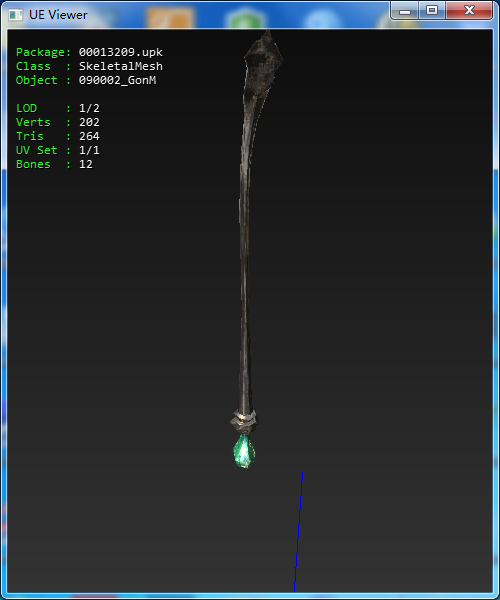 UE Viewer
Package: 00013209.upk
Class : SkeletalMesh
Object : 090002_GonM
LOD : 1/2
Verts : 202
Tris : 264
UV Set : 1/1
Bones : 12